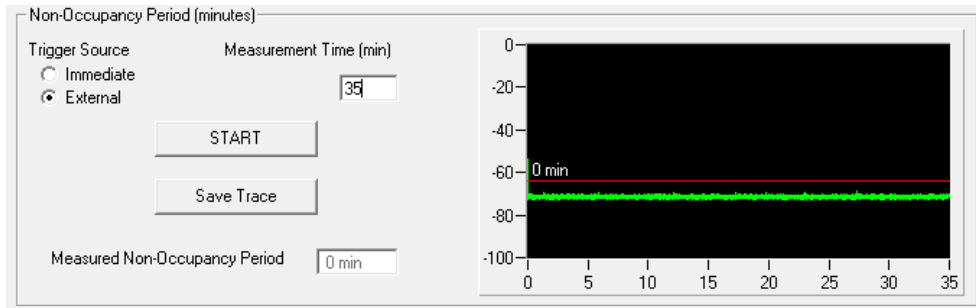 Non-Occupancy Period (minutes)
Trigger Source
Measurement Time (min)
Immediate
External
35
START
Save Trace
Measured Non-Occupancy Period
0 min
0
-20
-40
-60
-80
-100
0 min
0 5 10 15 20 25 30 35